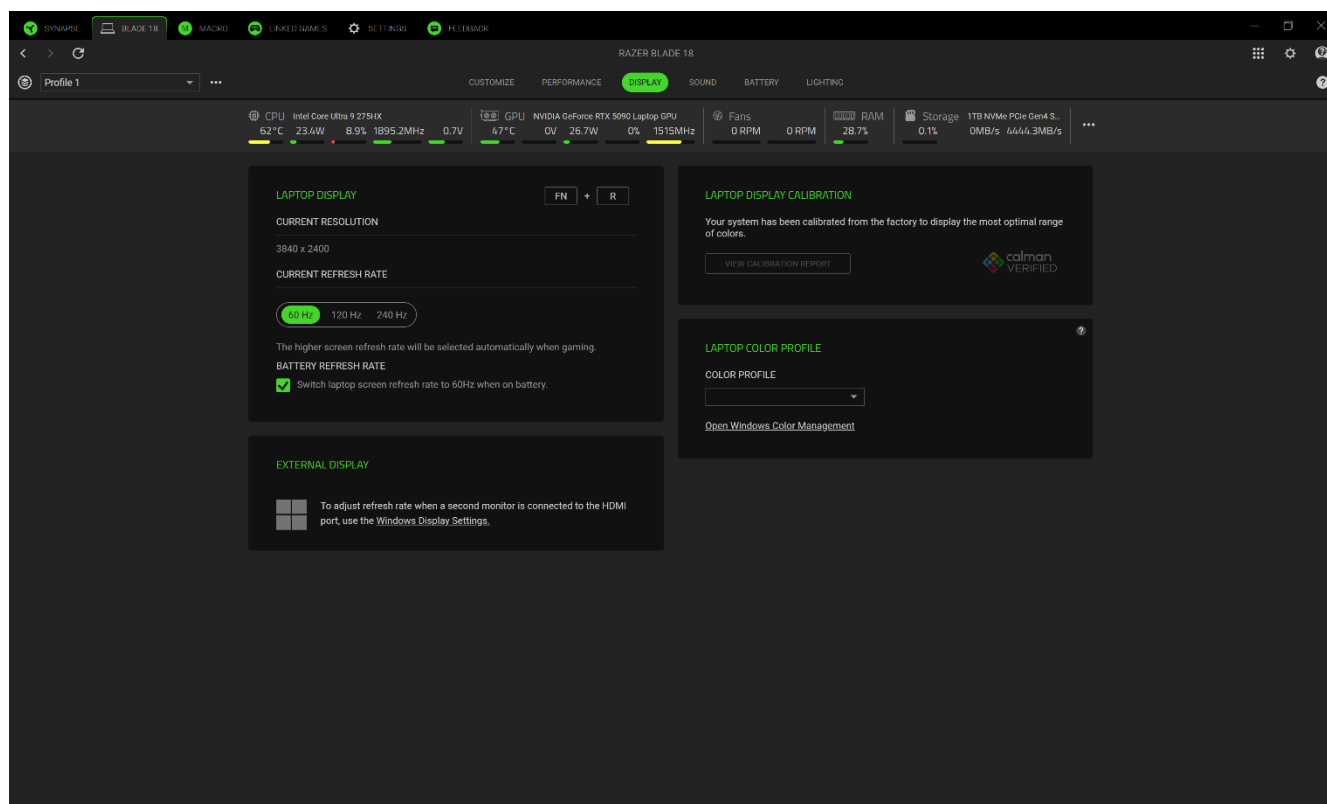 SYNAPSE BLADE 18 MACRO LINKED GAMES SETTINGS FEEDBACK
RAZER BLADE 18
Profile 1
CUSTOMIZE PERFORMANCE DISPLAY SOUND BATTERY LIGHTING
CPU Intel Core Ultra 9 275HX GPU NVIDIA GeForce RTX 5090 Laptop GPU Fans RAM Storage 1TB NVMe PCIe Gen4 S...
62°C 23.4W 8.9% 1895.2MHz 0.7V 47°C 0V 26.7W 0% 1515MHz 0 RPM 0 RPM 28.7% 0.1% 0MB/s 4444.3MB/s
LAPTOP DISPLAY FN + R
CURRENT RESOLUTION
3840 x 2400
CURRENT REFRESH RATE
60 Hz 120 Hz 240 Hz
The higher screen refresh rate will be selected automatically when gaming.
BATTERY REFRESH RATE
Switch laptop screen refresh rate to 60Hz when on battery.
EXTERNAL DISPLAY
To adjust refresh rate when a second monitor is connected to the HDMI
port, use the Windows Display Settings.
LAPTOP DISPLAY CALIBRATION
Your system has been calibrated from the factory to display the most optimal range
of colors.
VIEW CALIBRATION REPORT
calman
VERIFIED
LAPTOP COLOR PROFILE
COLOR PROFILE
Open Windows Color Management